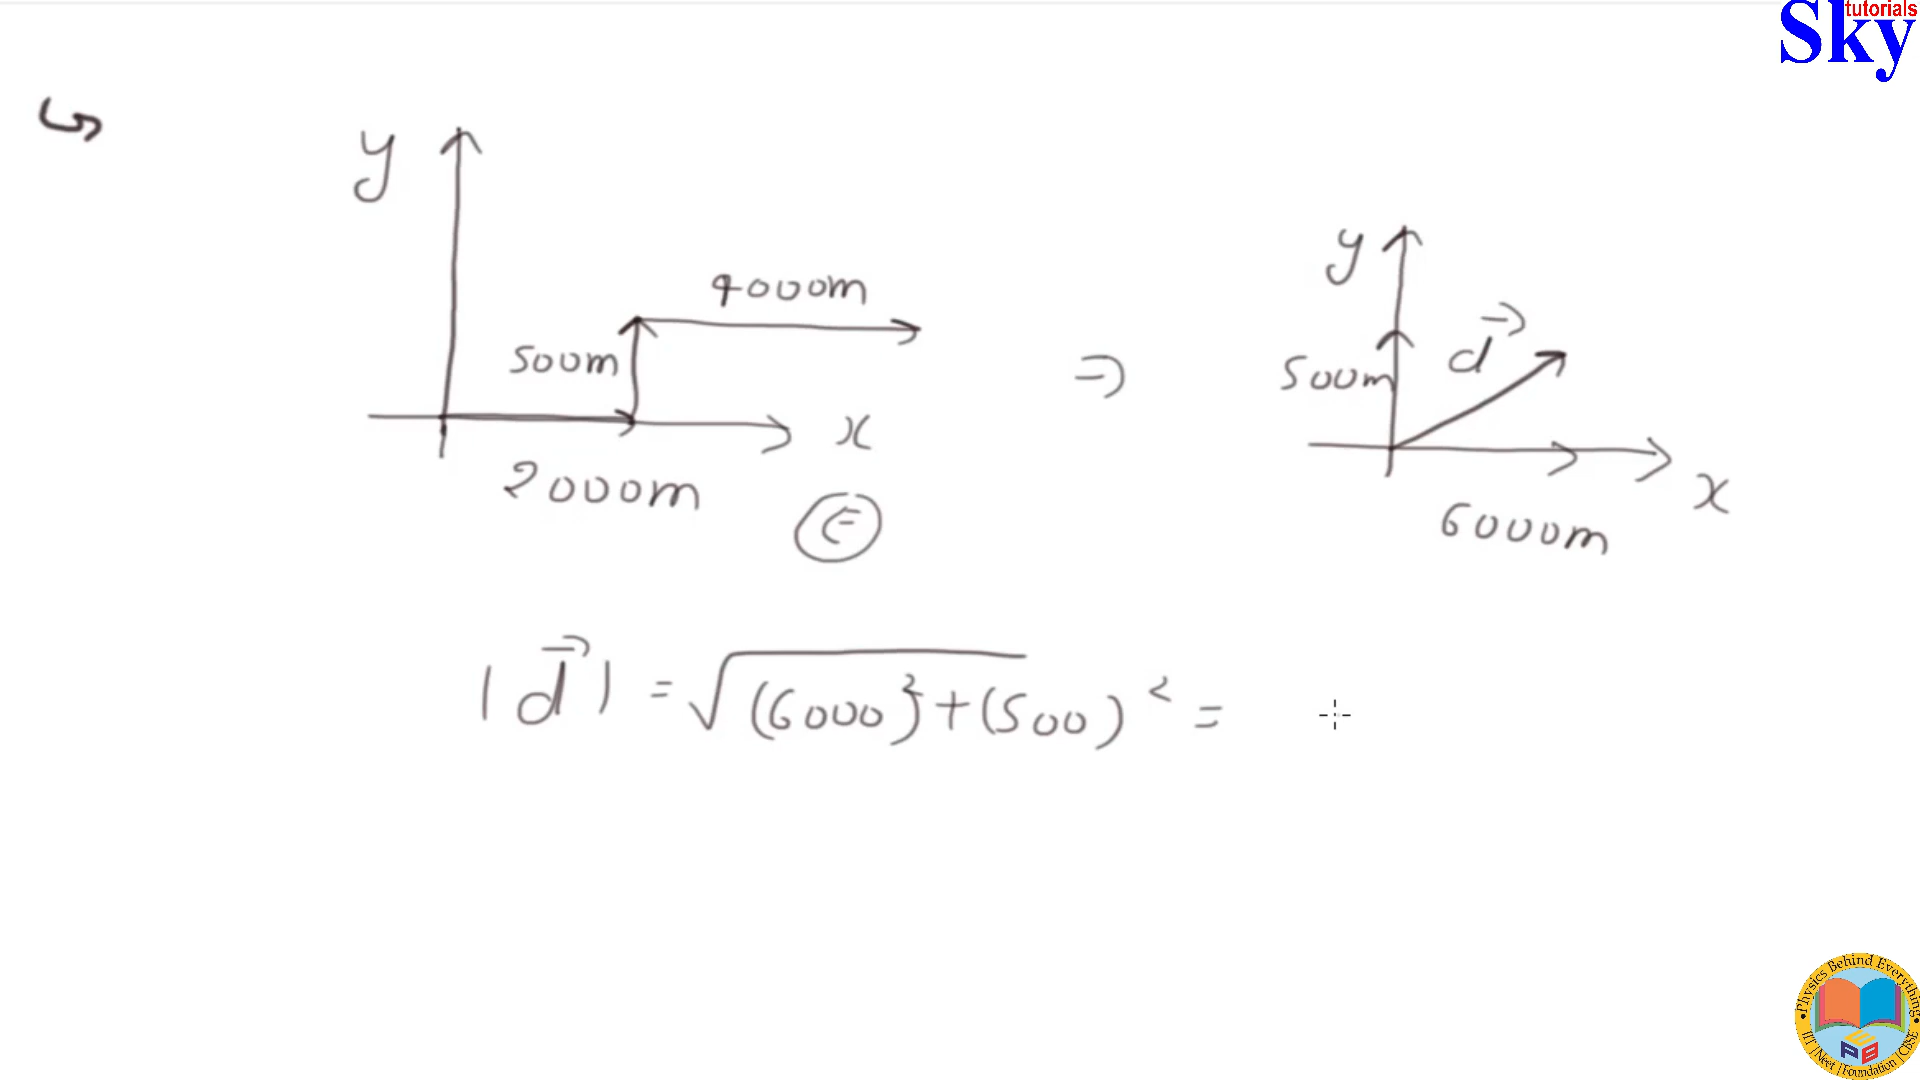 tutorials
Sky
y
4000m
500m
x
2000m
E
⇒
y
500m
d⃗
x
6000m
|d⃗| = √(6000)² + (500)² =
• Physics Behind Everything •
IIT | Neet | Foundation | CBSE
P E B